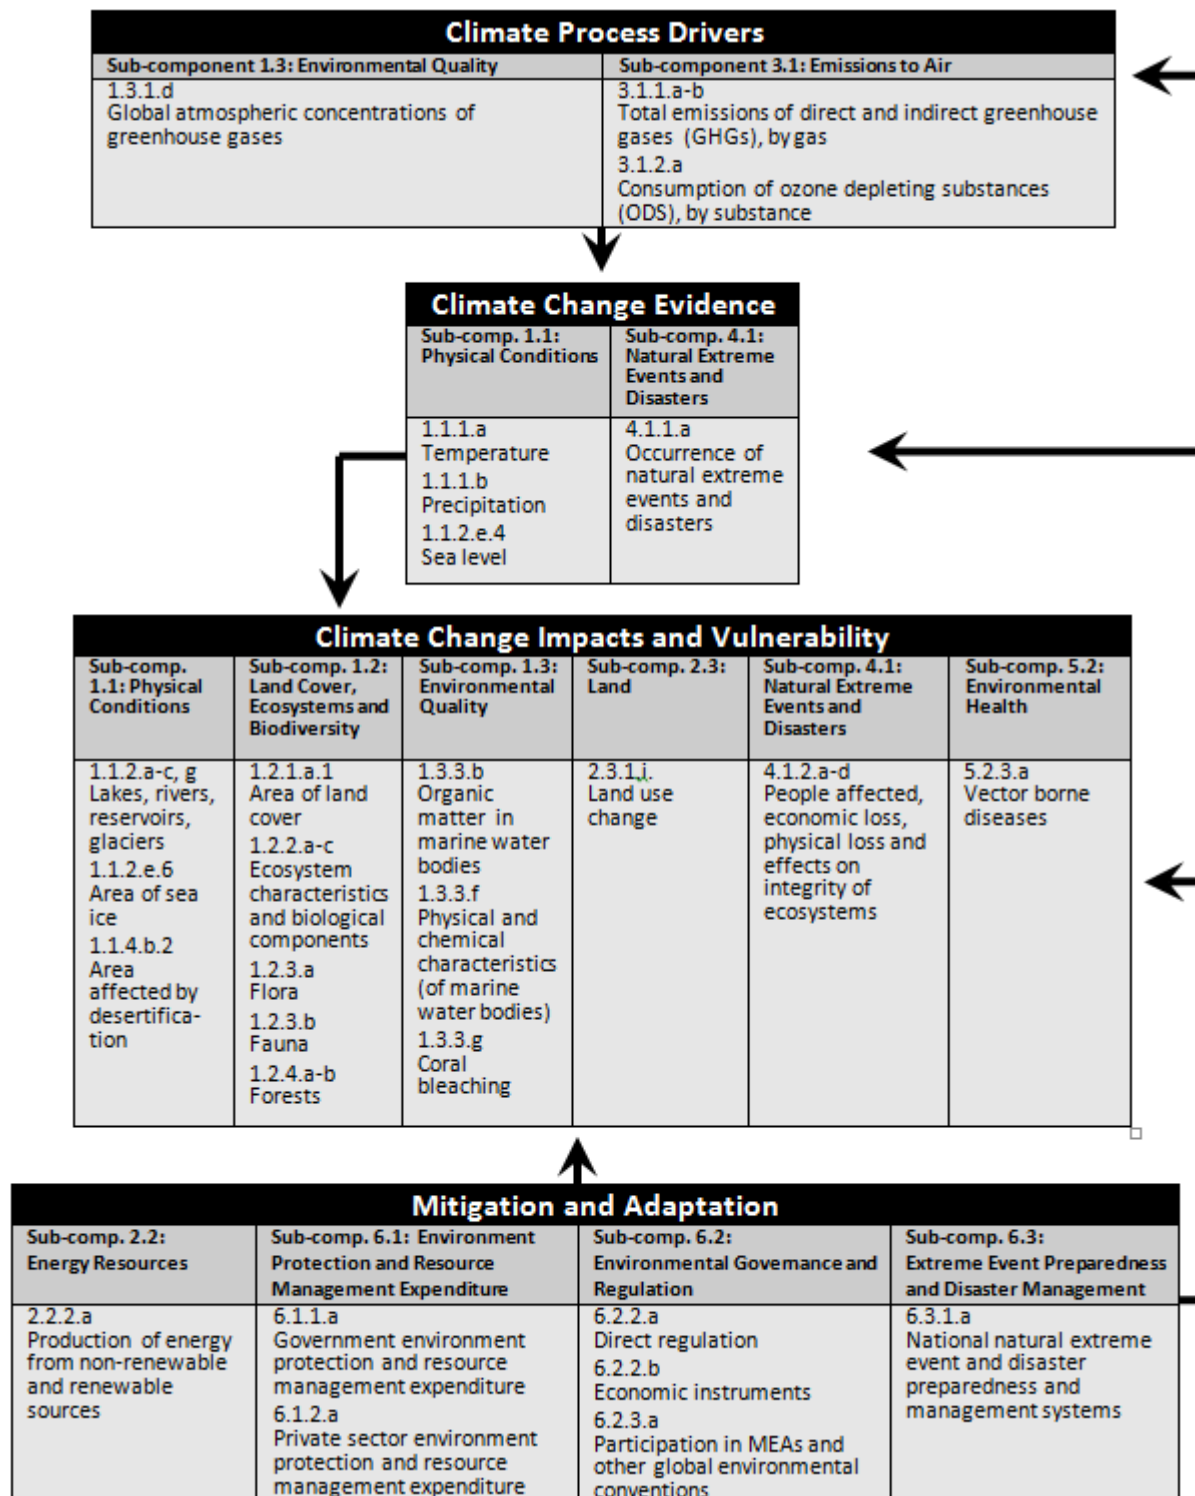 Climate Process Drivers
Sub-component 1.3: Environmental Quality
1.3.1.d
Global atmospheric concentrations of
greenhouse gases
Sub-component 3.1: Emissions to Air
3.1.1.a-b
Total emissions of direct and indirect greenhouse
gases (GHGs), by gas
3.1.2.a
Consumption of ozone depleting substances
(ODS), by substance
Climate Change Evidence
Sub-comp. 1.1:
Physical Conditions
1.1.1.a
Temperature
1.1.1.b
Precipitation
1.1.2.e.4
Sea level
Sub-comp. 4.1:
Natural Extreme
Events and
Disasters
4.1.1.a
Occurrence of
natural extreme
events and
disasters
Climate Change Impacts and Vulnerability
Sub-comp.
1.1: Physical
Conditions
1.1.2.a-c, g
Lakes, rivers,
reservoirs,
glaciers
1.1.2.e.6
Area of sea
ice
1.1.4.b.2
Area
affected by
desertifica-
tion
Sub-comp. 1.2:
Land Cover,
Ecosystems and
Biodiversity
1.2.1.a.1
Area of land
cover
1.2.2.a-c
Ecosystem
characteristics
and biological
components
1.2.3.a
Flora
1.2.3.b
Fauna
1.2.4.a-b
Forests
Sub-comp. 1.3:
Environmental
Quality
1.3.3.b
Organic
matter in
marine water
bodies
1.3.3.f
Physical and
chemical
characteristics
(of marine
water bodies)
1.3.3.g
Coral
bleaching
Sub-comp. 2.3:
Land
2.3.1.i.
Land use
change
Sub-comp. 4.1:
Natural Extreme
Events and
Disasters
4.1.2.a-d
People affected,
economic loss,
physical loss and
effects on
integrity of
ecosystems
Sub-comp. 5.2:
Environmental
Health
5.2.3.a
Vector borne
diseases
Mitigation and Adaptation
Sub-comp. 2.2:
Energy Resources
2.2.2.a
Production of energy
from non-renewable
and renewable
sources
Sub-comp. 6.1: Environment
Protection and Resource
Management Expenditure
6.1.1.a
Government environment
protection and resource
management expenditure
6.1.2.a
Private sector environment
protection and resource
management expenditure
Sub-comp. 6.2:
Environmental Governance and
Regulation
6.2.2.a
Direct regulation
6.2.2.b
Economic instruments
6.2.3.a
Participation in MEAs and
other global environmental
conventions
Sub-comp. 6.3:
Extreme Event Preparedness
and Disaster Management
6.3.1.a
National natural extreme
event and disaster
preparedness and
management systems